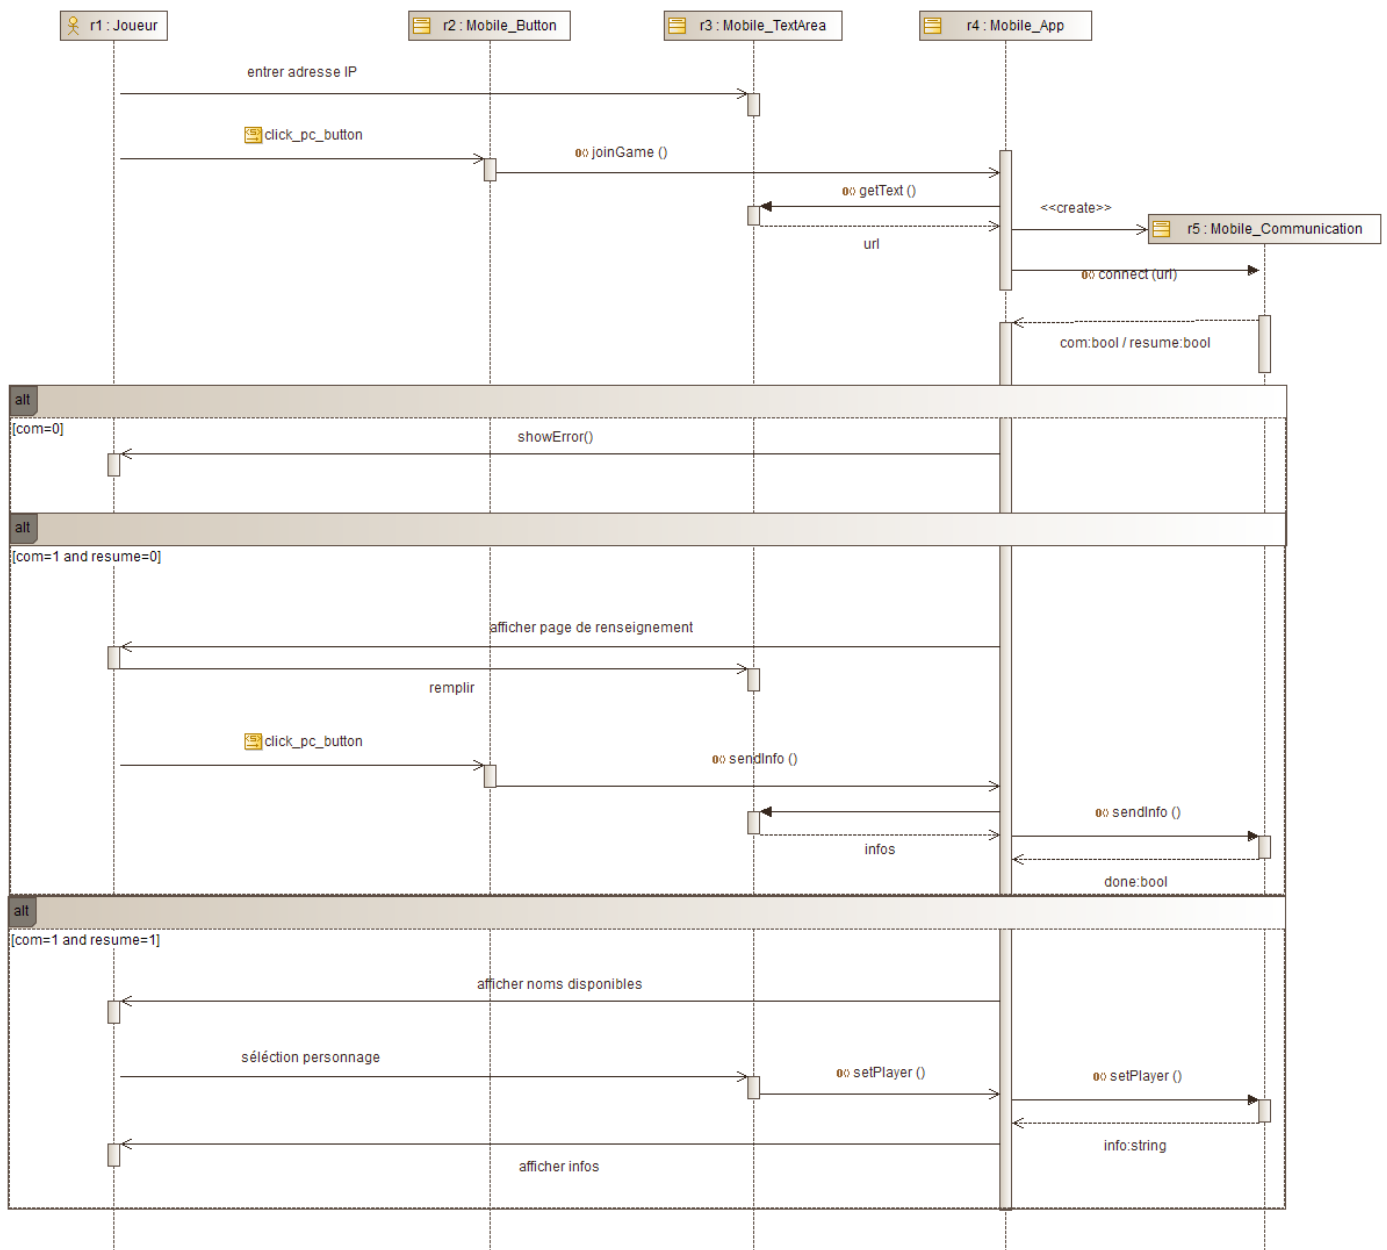 r1 : Joueur
r2 : Mobile_Button
r3 : Mobile_TextArea
r4 : Mobile_App
entrer adresse IP
click_pc_button
joinGame ()
getText ()
<<create>>
r5 : Mobile_Communication
url
connect (url)
com:bool / resume:bool
alt
[com=0]
showError()
alt
[com=1 and resume=0]
afficher page de renseignement
remplir
click_pc_button
sendInfo ()
sendInfo ()
infos
done:bool
alt
[com=1 and resume=1]
afficher noms disponibles
séléction personnage
setPlayer ()
setPlayer ()
info:string
afficher infos